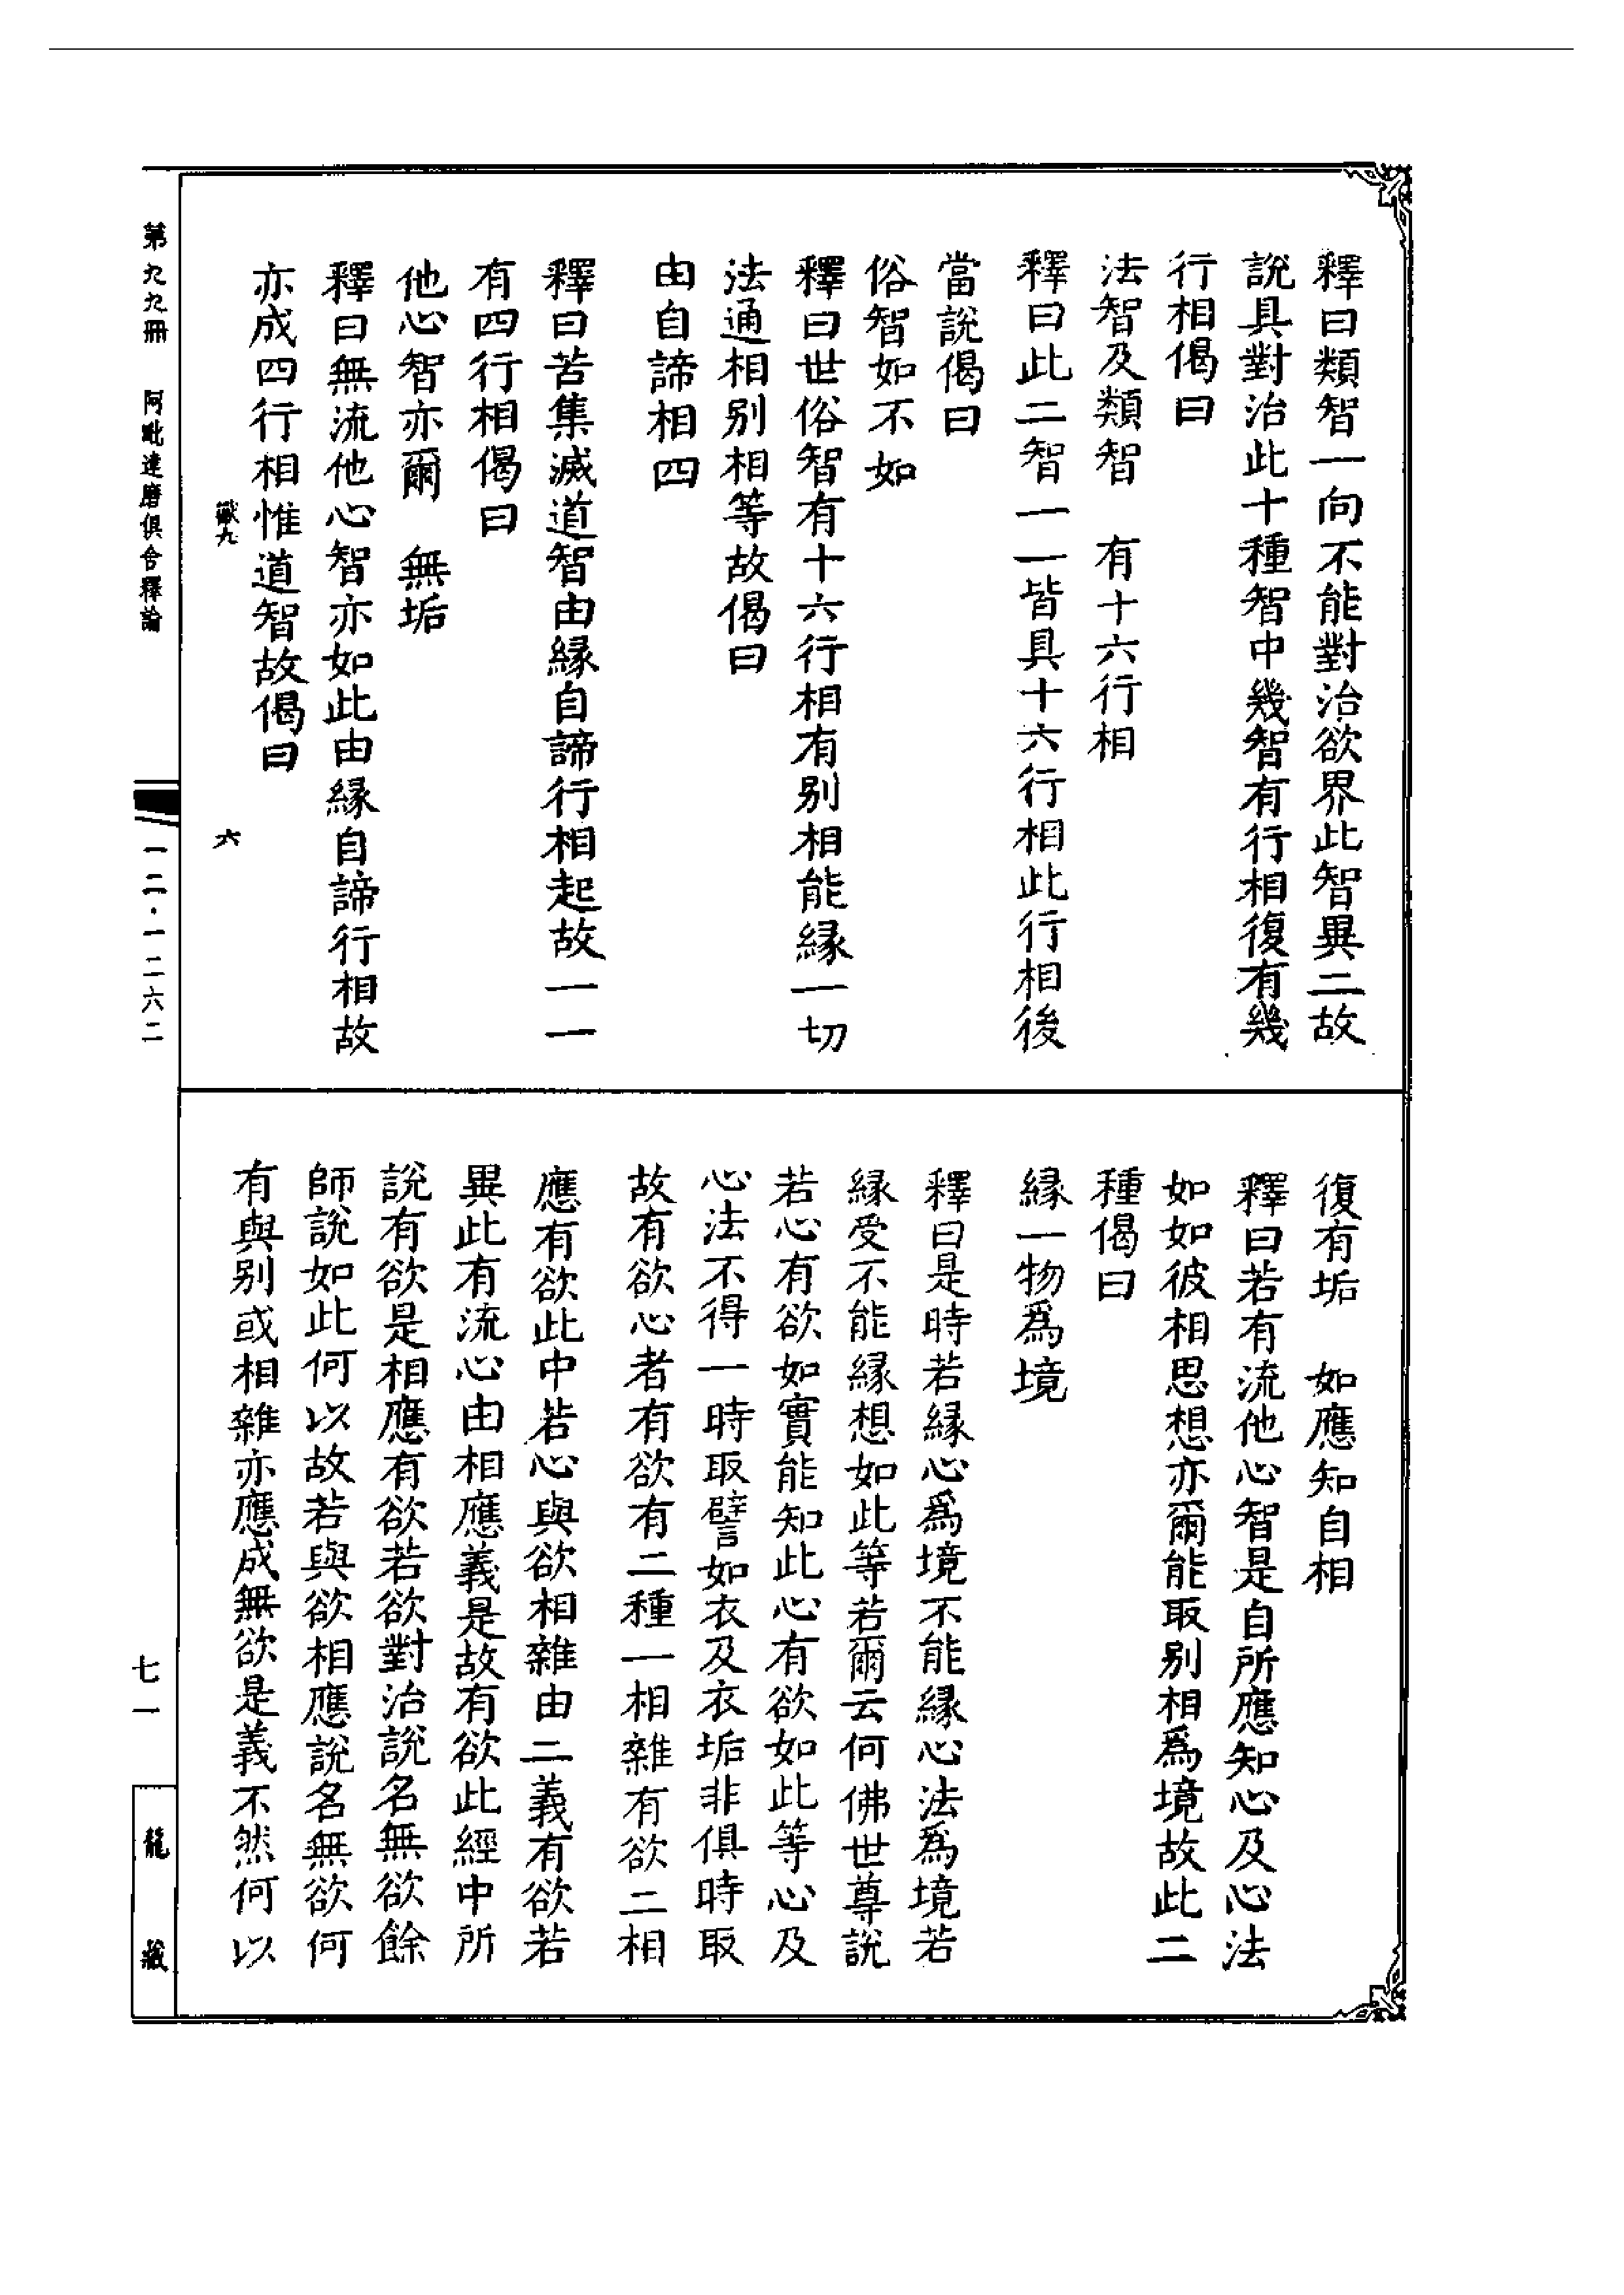 釋曰類智一向不能對治欲界此智異二故
說具對治此十種智中幾智有行相復有幾
行相偈曰
法智及類智　有十六行相
釋曰此二智一一皆具十六行相此行相後
當說偈曰
俗智如不如
釋曰世俗智有十六行相有别相能緣一切
法通相别相等故偈曰
由自諦相四
釋曰苦集滅道智由緣自諦行相起故一一
有四行相偈曰
他心智亦爾　無垢
釋曰無流他心智亦如此由緣自諦行相故
亦成四行相惟道智故偈曰
六
復有垢　如應知自相
釋曰若有流他心智是自所應知心及心法
如如彼相思想亦爾能取别相為境故此二
種偈曰
緣一物為境
釋曰是時若緣心為境不能緣心法為境若
緣受不能緣想如此等若爾云何佛世尊說
若心有欲如實能知此心有欲如此等心及
心法不得一時取譬如衣及衣垢非俱時取
故有欲心者有欲有二種一相雜有欲二相
應有欲此中若心與欲相雜由二義有欲若
異此有流心由相應義是故有欲此經中所
說有欲是相應有欲若欲對治說名無欲餘
師說如此何以故若與欲相應說名無欲何
有與别或相雜亦應成無欲是義不然何以
第九九冊　阿毗達磨俱舍釋論
一二·一二六二
七一
龍藏